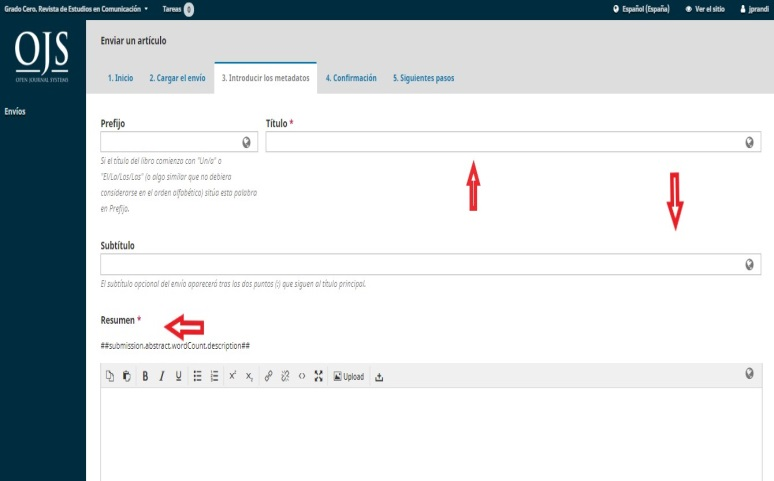 Grado Cero. Revista de Estudios en Comunicación
Tareas 0
Español (España)
Ver el sitio
jprandi
OJS
OPEN JOURNAL SYSTEMS
Envíos
Enviar un artículo
1. Inicio
2. Cargar el envío
3. Introducir los metadatos
4. Confirmación
5. Siguientes pasos
Prefijo
Título *
Si el título del libro comienza con "Un/a" o
"El/La/Los/Las" (o algo similar que no debiera
considerarse en el orden alfabético) sitúa esta palabra
en Prefijo.
Subtítulo
El subtítulo opcional del envío aparecerá tras los dos puntos (:) que siguen al título principal.
Resumen *
##submission.abstract.wordCount.description##
B I U x² x₂ Upload